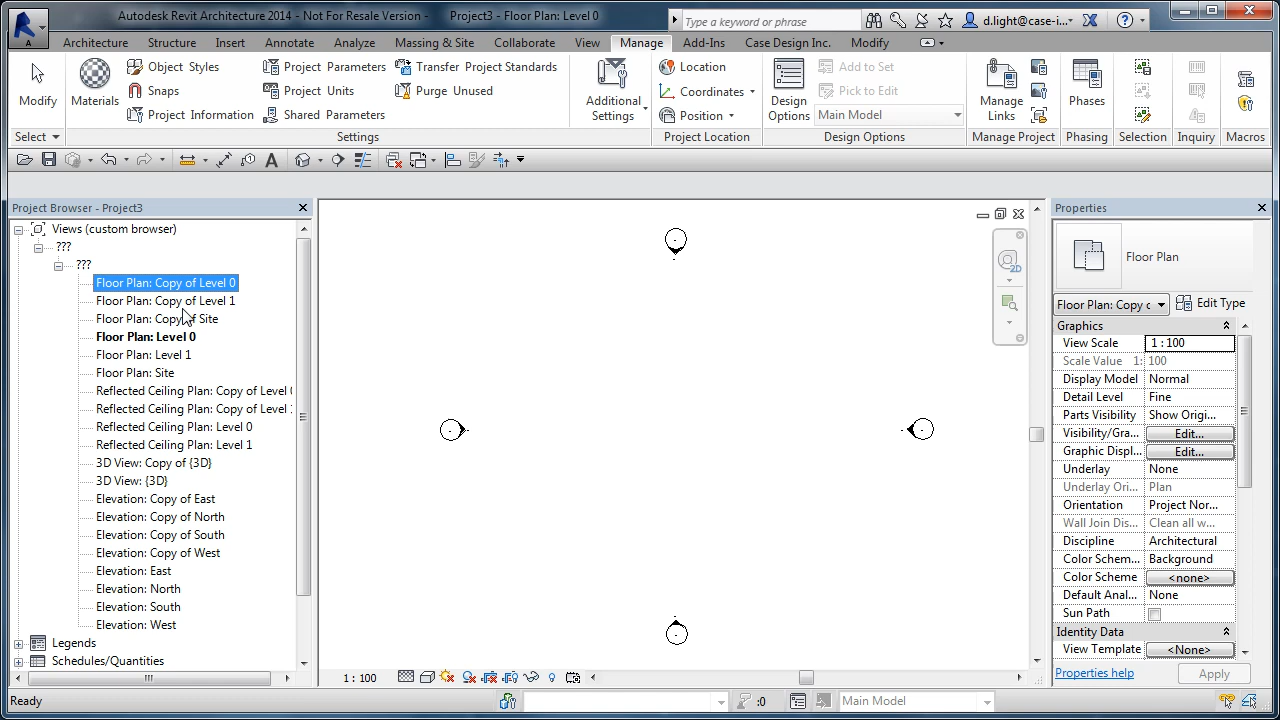 Autodesk Revit Architecture 2014 - Not For Resale Version - Project3 - Floor Plan: Level 0
Type a keyword or phrase
d.light@case-i...
Architecture Structure Insert Annotate Analyze Massing & Site Collaborate View Manage Add-Ins Case Design Inc. Modify
Modify
Materials
Object Styles
Snaps
Project Information
Project Parameters
Project Units
Shared Parameters
Transfer Project Standards
Purge Unused
Additional
Settings
Location
Coordinates
Position
Design
Options
Add to Set
Pick to Edit
Main Model
Manage
Links
Phases
Select Settings Project Location Design Options Manage Project Phasing Selection Inquiry Macros
Project Browser - Project3
Views (custom browser)
???
???
Floor Plan: Copy of Level 0
Floor Plan: Copy of Level 1
Floor Plan: Copy of Site
Floor Plan: Level 0
Floor Plan: Level 1
Floor Plan: Site
Reflected Ceiling Plan: Copy of Level
Reflected Ceiling Plan: Copy of Level
Reflected Ceiling Plan: Level 0
Reflected Ceiling Plan: Level 1
3D View: Copy of {3D}
3D View: {3D}
Elevation: Copy of East
Elevation: Copy of North
Elevation: Copy of South
Elevation: Copy of West
Elevation: East
Elevation: North
Elevation: South
Elevation: West
Legends
Schedules/Quantities
2D
1 : 100
Properties
Floor Plan
Floor Plan: Copy c Edit Type
Graphics
View Scale 1 : 100
Scale Value 1: 100
Display Model Normal
Detail Level Fine
Parts Visibility Show Origi...
Visibility/Gra... Edit...
Graphic Displ... Edit...
Underlay None
Underlay Ori... Plan
Orientation Project Nor...
Wall Join Dis... Clean all w...
Discipline Architectural
Color Schem... Background
Color Scheme <none>
Default Anal... None
Sun Path
Identity Data
View Template <None>
Properties help Apply
Ready
:0
Main Model